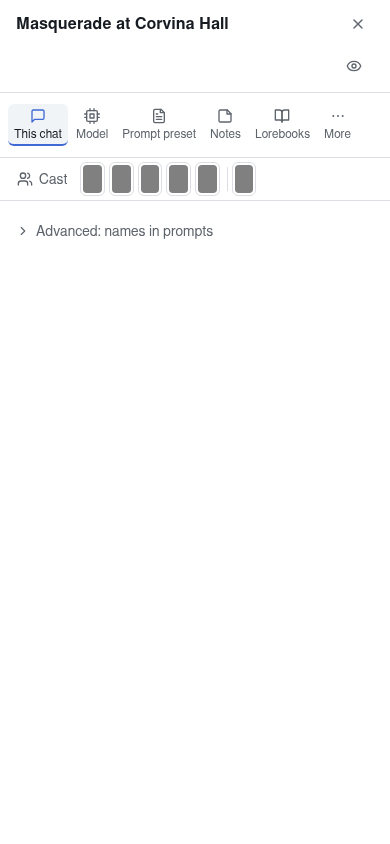 Masquerade at Corvina Hall
This chat
Model
Prompt preset
Notes
Lorebooks
More
Cast
Advanced: names in prompts